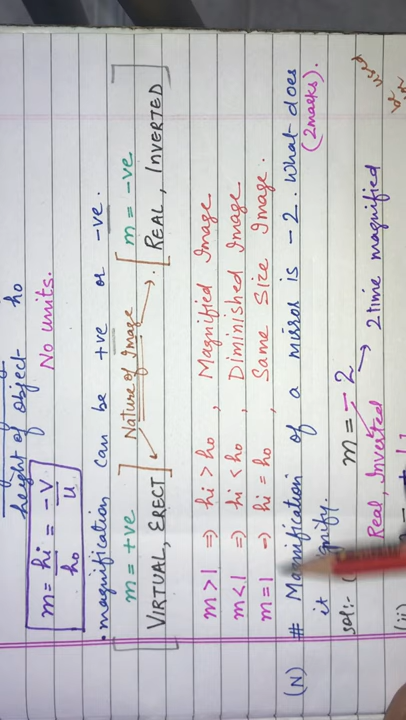 height of object ho
m = hi/ho = -v/u No units.
• magnification can be +ve or -ve.
m = +ve Nature of Image m = -ve
VIRTUAL, ERECT REAL, INVERTED
m > 1 ⇒ hi > ho , Magnified Image
m < 1 ⇒ hi < ho , Diminished Image
m = 1 ⇒ hi = ho , Same Size Image.
(N) # Magnification of a mirror is - 2. What does
it signify. (2 marks).
sol:- ( m = - 2
Real, Inverted → 2 time magnified
(ii)